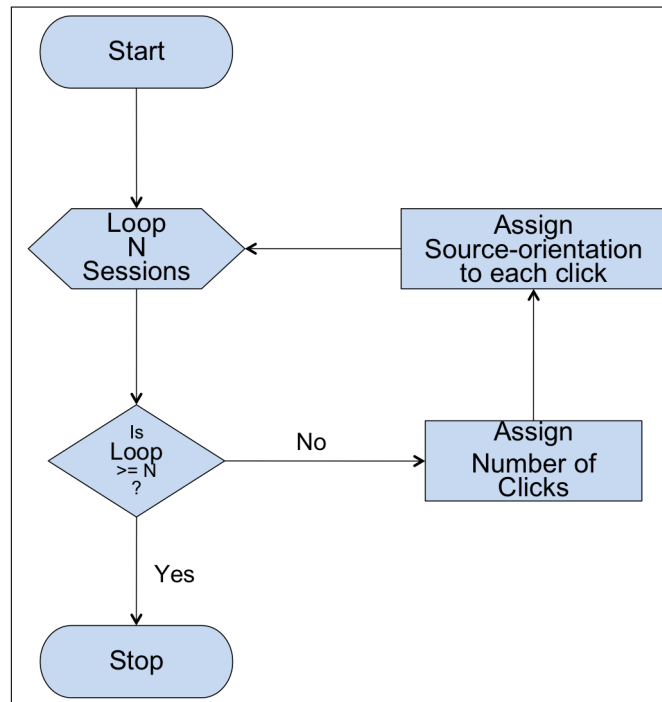 Start
Loop
N
Sessions
Assign
Source-orientation
to each click
Is
Loop
>= N
?
No
Assign
Number of
Clicks
Yes
Stop